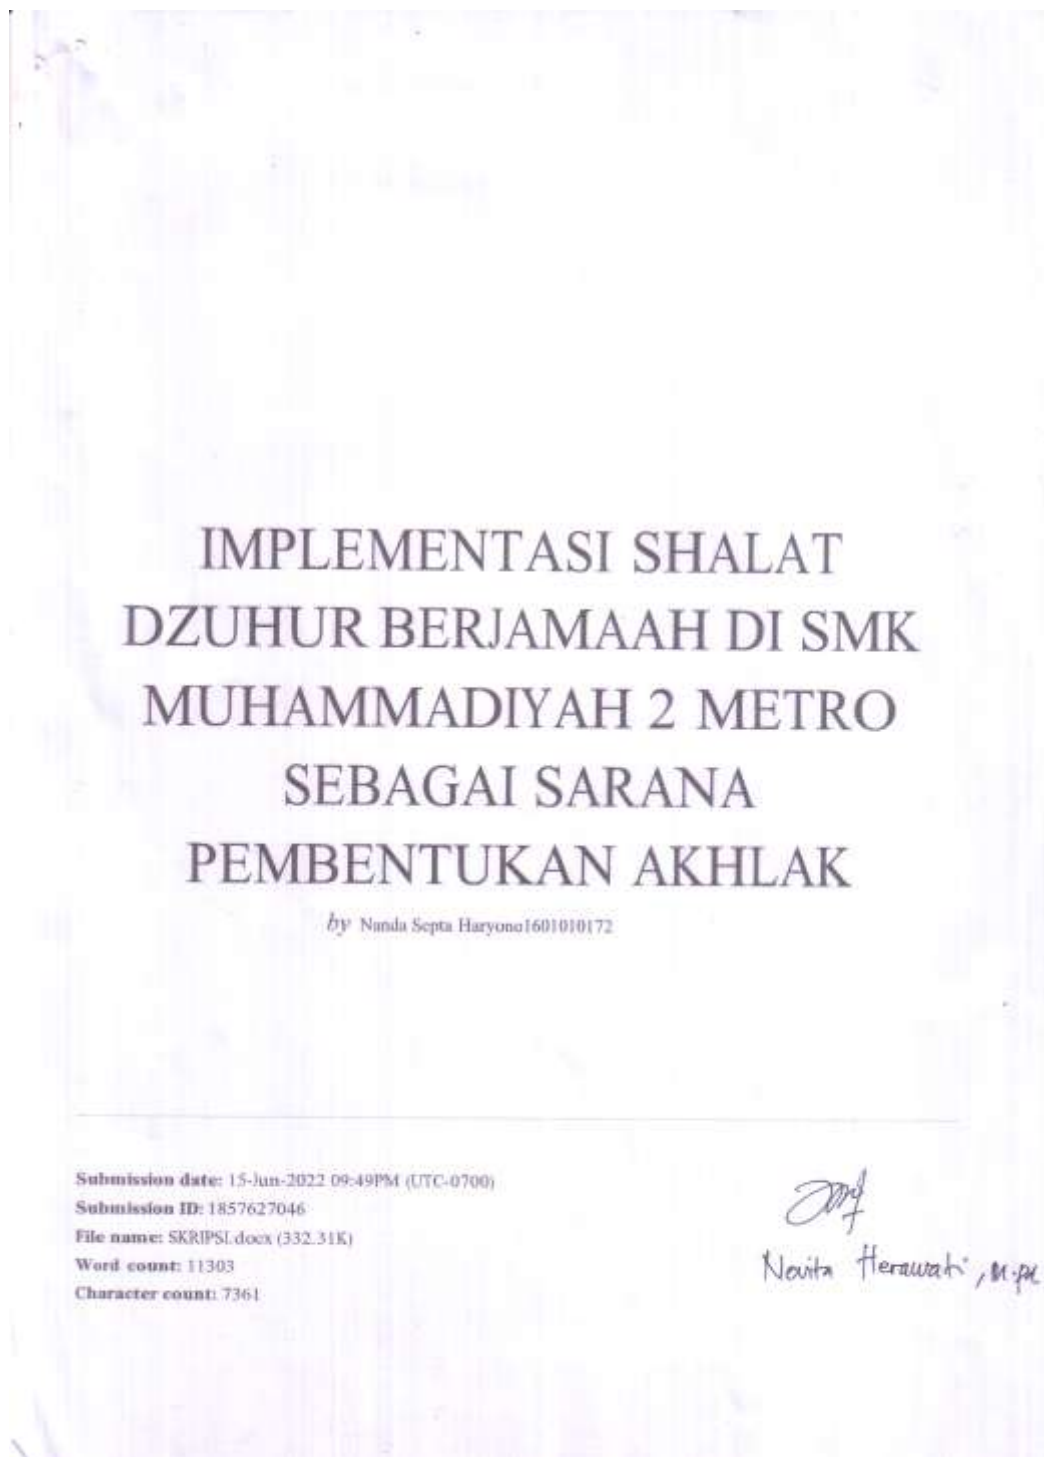 IMPLEMENTASI SHALAT
DZUHUR BERJAMAAH DI SMK
MUHAMMADIYAH 2 METRO
SEBAGAI SARANA
PEMBENTUKAN AKHLAK
by Nanda Septa Haryono1601010172
Submission date: 15-Jun-2022 09:49PM (UTC-0700)
Submission ID: 1857627046
File name: SKRIPSI.docx (332.31K)
Word count: 11303
Character count: 7361
Novita Herawati, M.Pd